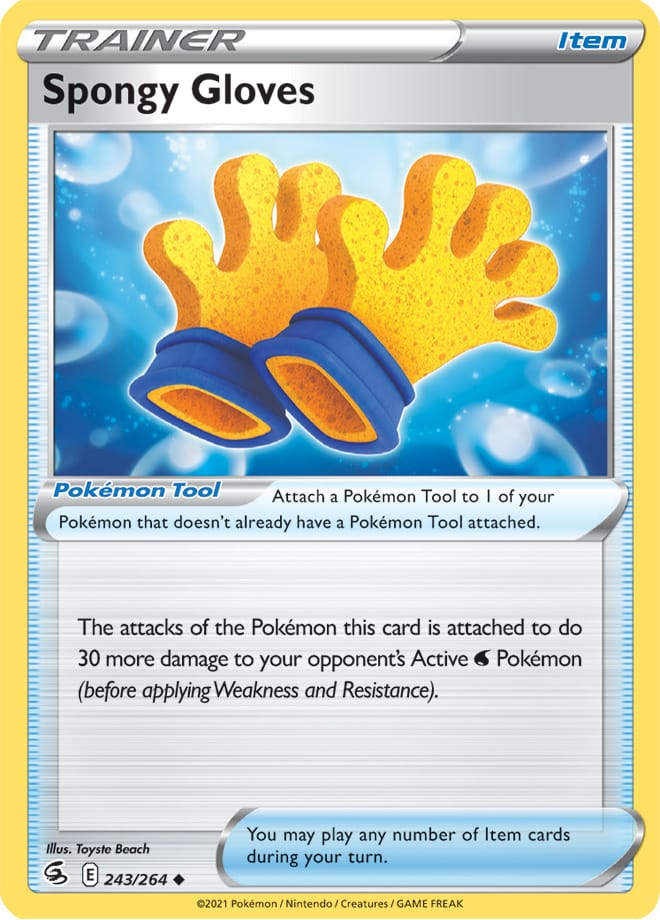 TRAINER
Item
Spongy Gloves
Pokémon Tool
Attach a Pokémon Tool to 1 of your
Pokémon that doesn't already have a Pokémon Tool attached.
The attacks of the Pokémon this card is attached to do
30 more damage to your opponent's Active Pokémon
(before applying Weakness and Resistance).
Illus. Toyste Beach
E 243/264
You may play any number of Item cards
during your turn.
©2021 Pokémon / Nintendo / Creatures / GAME FREAK